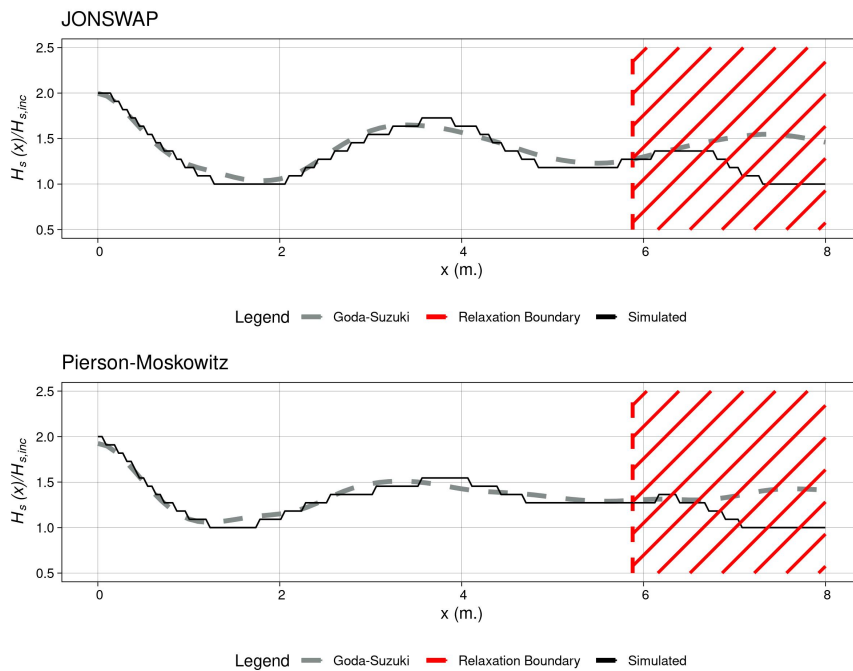 JONSWAP
2.5
2.0
1.5
1.0
0.5
H_s (x)/H_s,inc
0 2 4 6 8
x (m.)
Legend Goda-Suzuki Relaxation Boundary Simulated
Pierson-Moskowitz
2.5
2.0
1.5
1.0
0.5
H_s (x)/H_s,inc
0 2 4 6 8
x (m.)
Legend Goda-Suzuki Relaxation Boundary Simulated